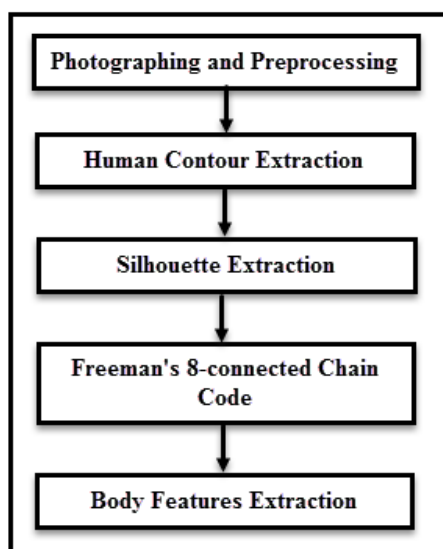 Photographing and Preprocessing
Human Contour Extraction
Silhouette Extraction
Freeman's 8-connected Chain
Code
Body Features Extraction